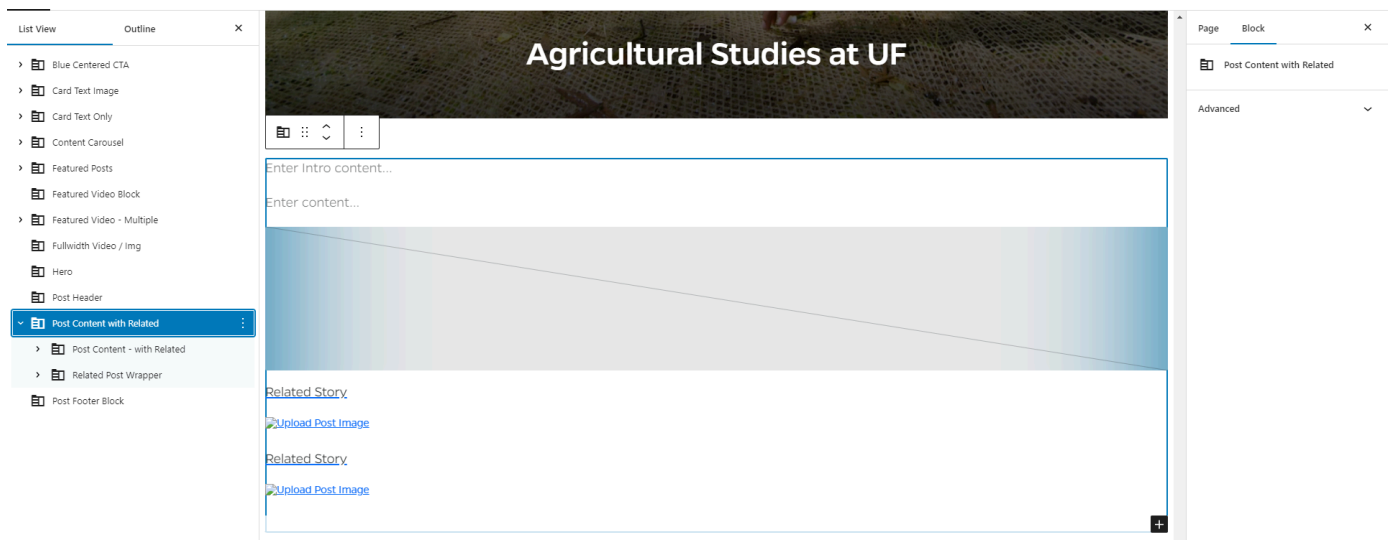 List View
Outline
Blue Centered CTA
Card Text Image
Card Text Only
Content Carousel
Featured Posts
Featured Video Block
Featured Video - Multiple
Fullwidth Video / Img
Hero
Post Header
Post Content with Related
Post Content - with Related
Related Post Wrapper
Post Footer Block
Agricultural Studies at UF
Enter Intro content...
Enter content...
Related Story
Upload Post Image
Related Story
Upload Post Image
Page
Block
Post Content with Related
Advanced